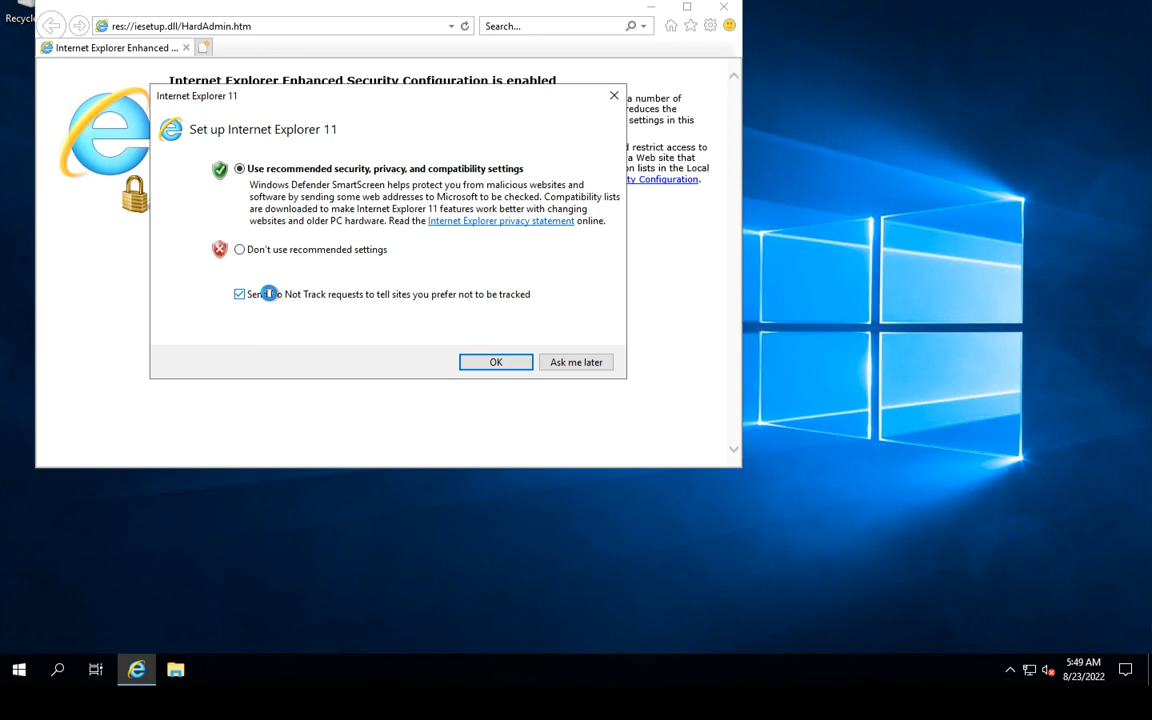 Recyc
res://iesetup.dll/HardAdmin.htm
Search...
Internet Explorer Enhanced ...
Internet Explorer Enhanced Security Configuration is enabled
a number of
reduces the
settings in this
restrict access to
a Web site that
on lists in the Local
ty Configuration.
Internet Explorer 11
Set up Internet Explorer 11
Use recommended security, privacy, and compatibility settings
Windows Defender SmartScreen helps protect you from malicious websites and
software by sending some web addresses to Microsoft to be checked. Compatibility lists
are downloaded to make Internet Explorer 11 features work better with changing
websites and older PC hardware. Read the Internet Explorer privacy statement online.
Don't use recommended settings
Send Do Not Track requests to tell sites you prefer not to be tracked
OK
Ask me later
5:49 AM
8/23/2022